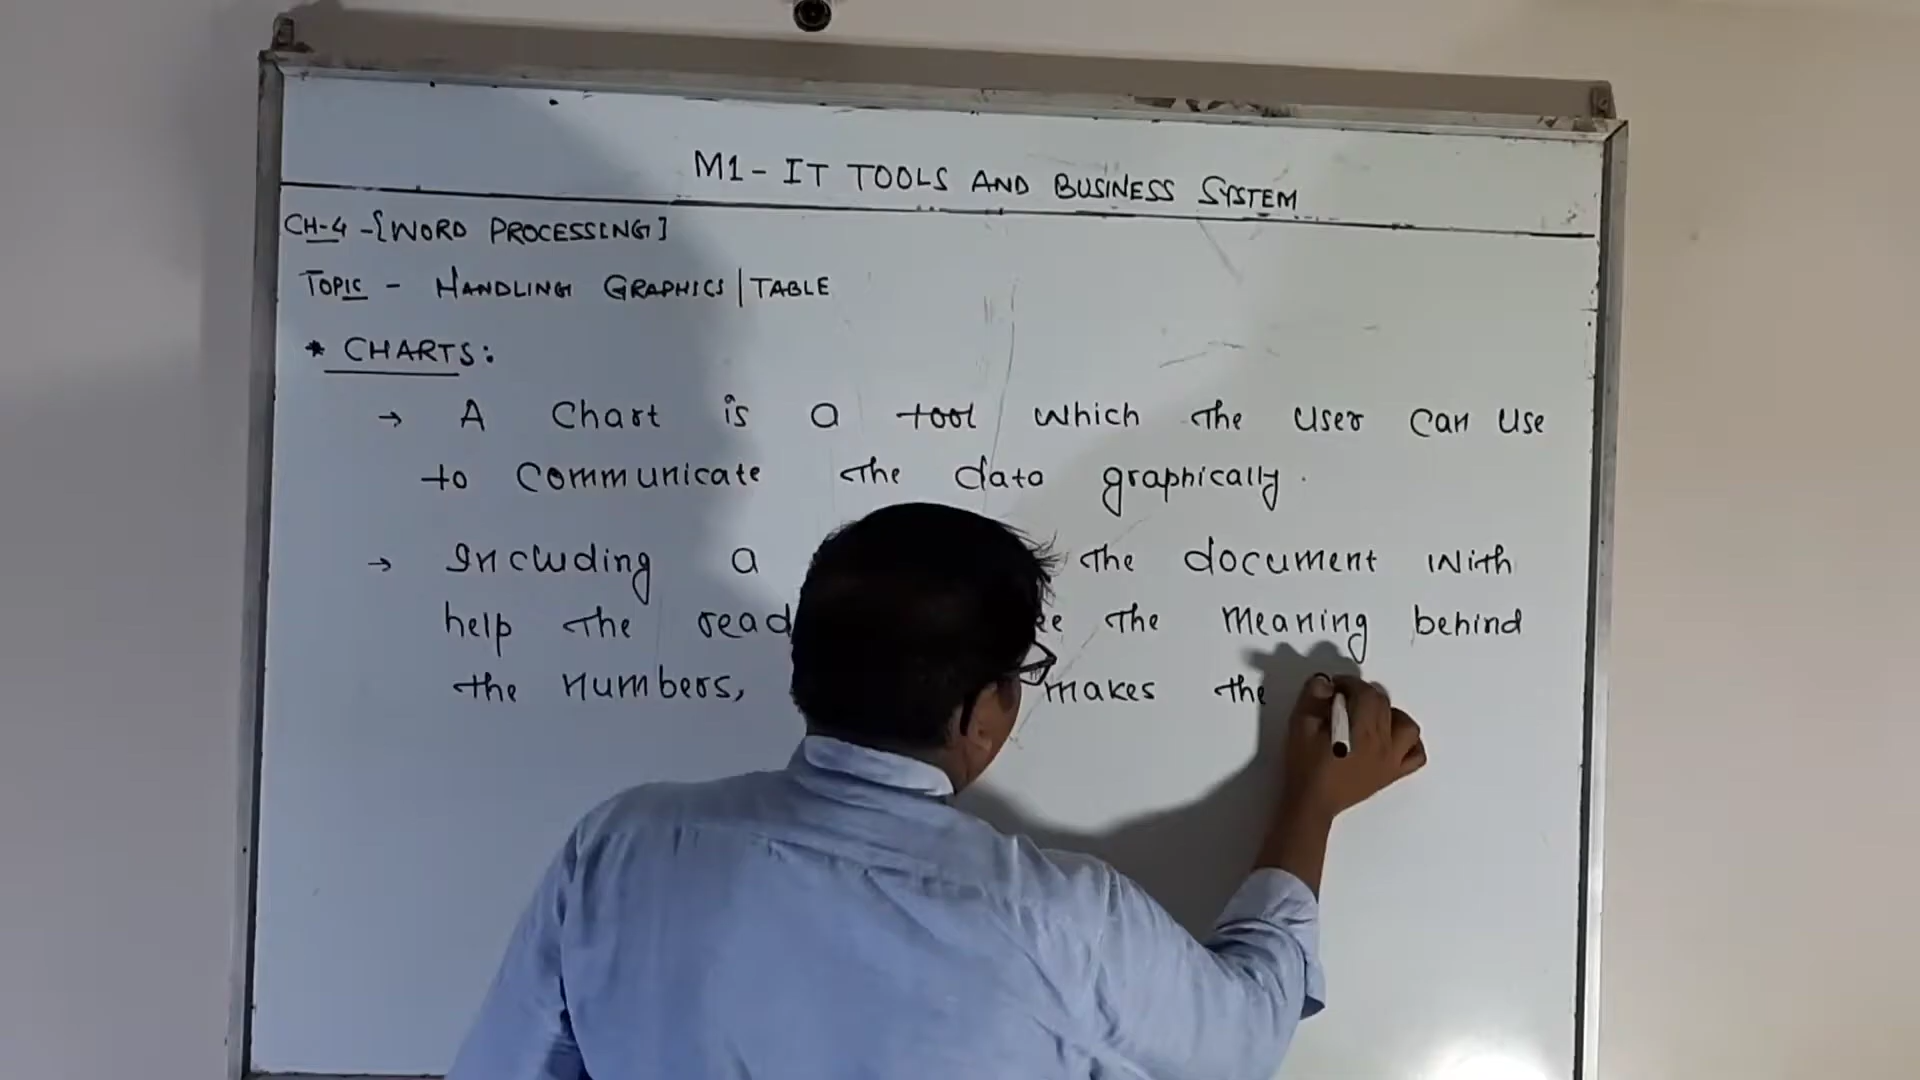 M1 - IT TOOLS AND BUSINESS SYSTEM
CH-4 - [WORD PROCESSING]
TOPIC - HANDLING GRAPHICS | TABLE
* CHARTS:
→ A Chart is a tool which the user can use
to communicate the data graphically.
→ Including a the document with
help the the meaning behind
the numbers, makes the